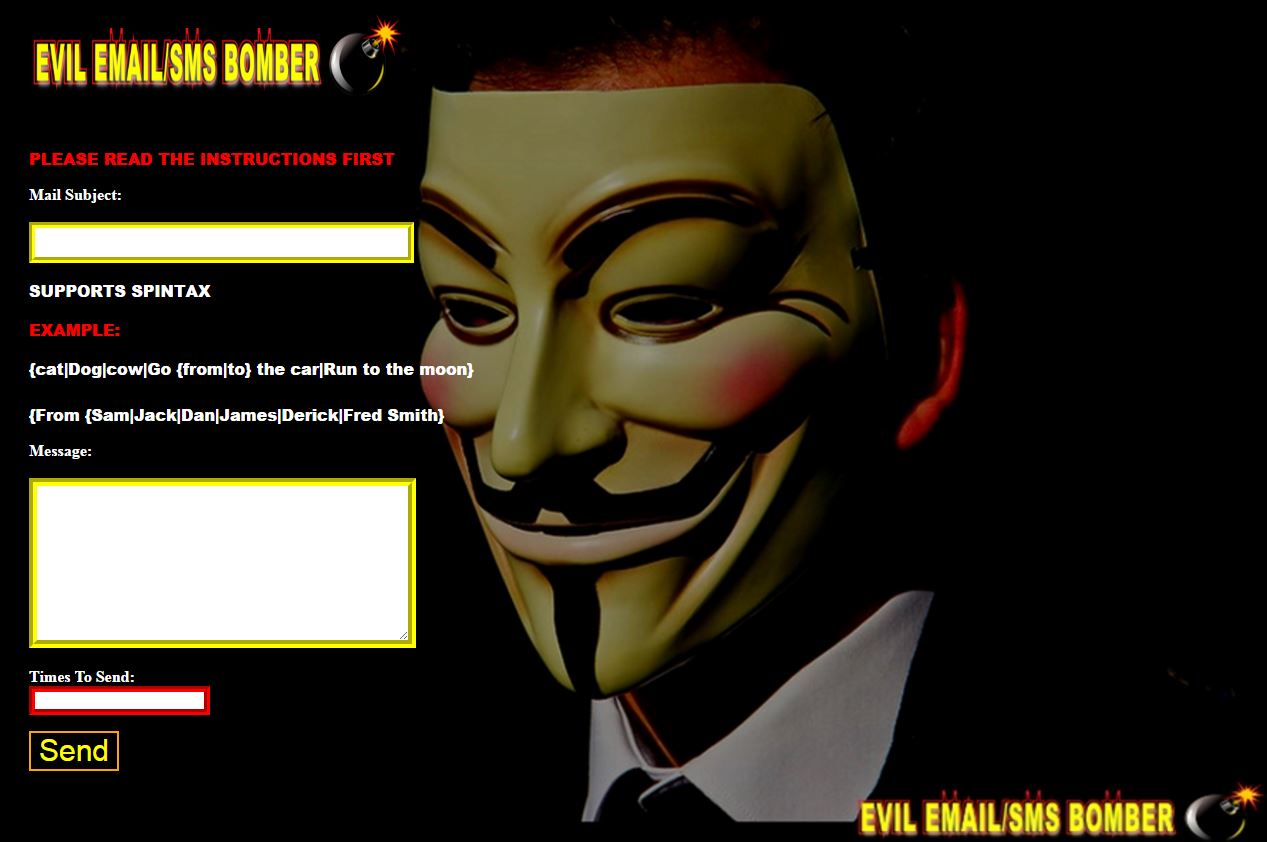 EVIL EMAIL/SMS BOMBER
PLEASE READ THE INSTRUCTIONS FIRST
Mail Subject:
SUPPORTS SPINTAX
EXAMPLE:
{cat|Dog|cow|Go {from|to} the car|Run to the moon}
{From {Sam|Jack|Dan|James|Derick|Fred Smith}
Message:
Times To Send:
Send
EVIL EMAIL/SMS BOMBER